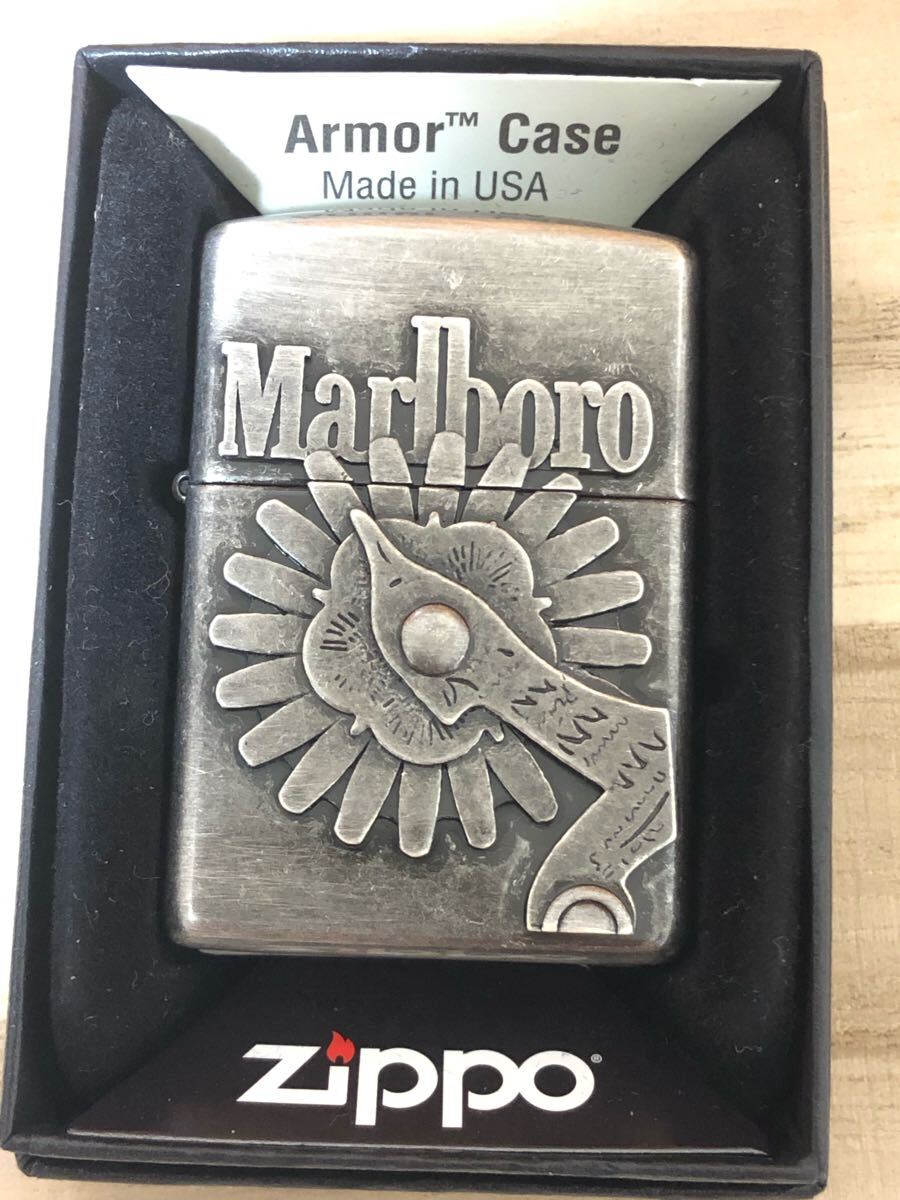 Armor™ Case
Made in USA
Marlboro
Zippo®